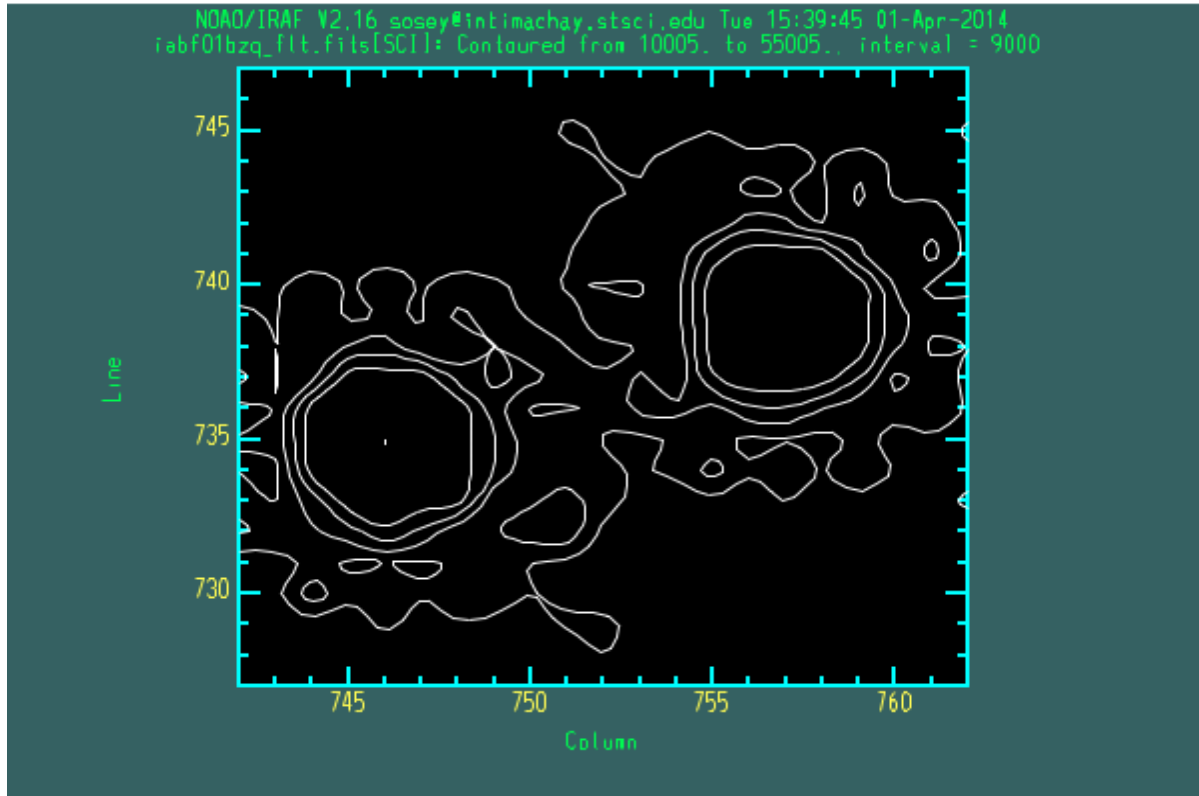 NOAO/IRAF V2.16 sosey@intimachay.stsci.edu Tue 15:39:45 01-Apr-2014
iabf01bzq_flt.fits[SCI]: Contoured from 10005. to 55005., interval = 9000
745
740
Line
735
730
745 750 755 760
Column